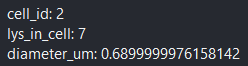 cell_id: 2
lys_in_cell: 7
diameter_um: 0.6899999976158142